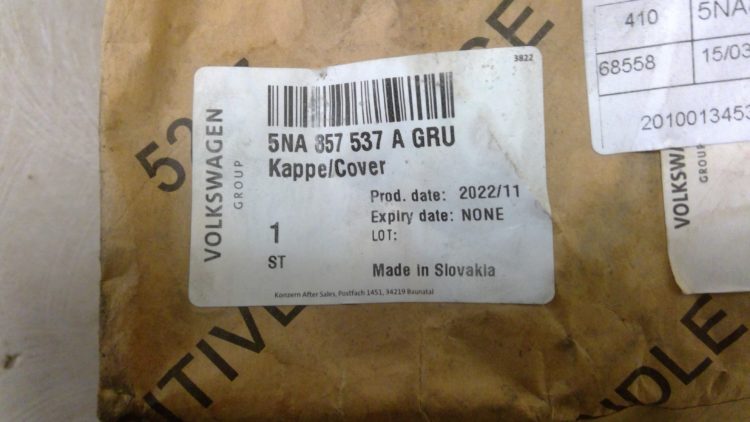 3822
VOLKSWAGEN
GROUP
5NA 857 537 A GRU
Kappe/Cover
Prod. date: 2022/11
Expiry date: NONE
LOT:
1
ST
Made in Slovakia
Konzern After Sales, Postfach 1451, 34219 Baunatal
410
5NA
68558
15/03
2010013453
VOLKSWA
GROUP